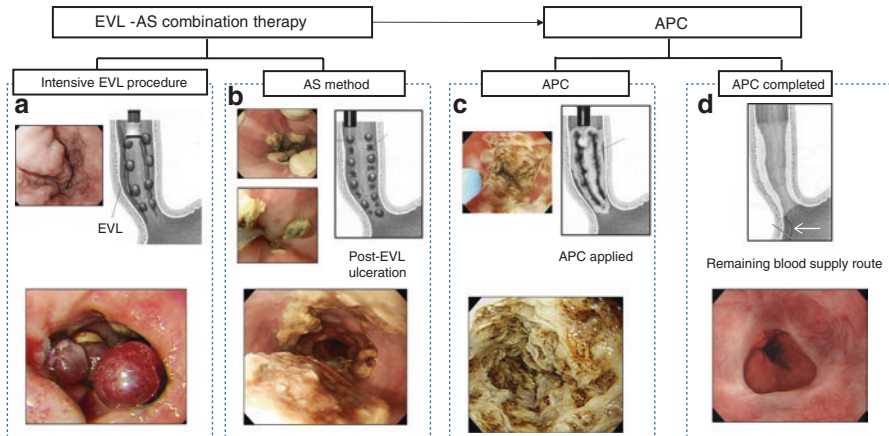 EVL -AS combination therapy
APC
Intensive EVL procedure
AS method
APC
APC completed
a
b
c
d
EVL
Post-EVL
ulceration
APC applied
Remaining blood supply route